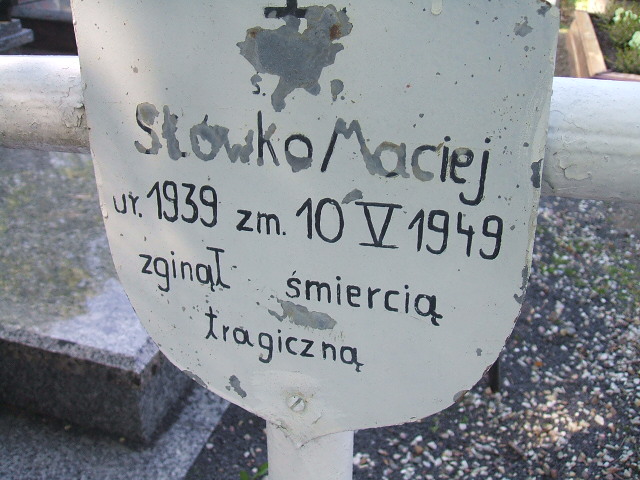 Ś.
Słówko Maciej
ur. 1939 zm. 10 V 1949
zginął śmiercią
tragiczną